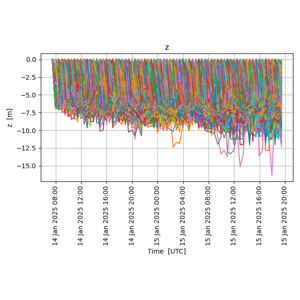 z
0.0
−2.5
−5.0
−7.5
−10.0
−12.5
−15.0
z [m]
14 Jan 2025 08:00
14 Jan 2025 12:00
14 Jan 2025 16:00
14 Jan 2025 20:00
15 Jan 2025 00:00
15 Jan 2025 04:00
15 Jan 2025 08:00
15 Jan 2025 12:00
15 Jan 2025 16:00
15 Jan 2025 20:00
Time [UTC]